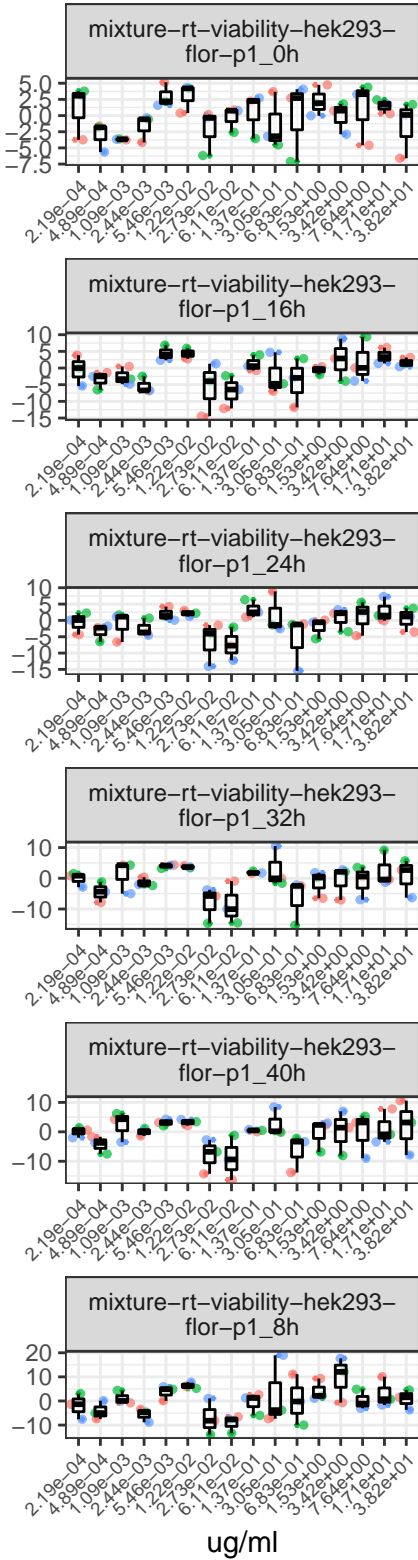 mixture−rt−viability−hek293−
flor−p1_0h
5.0
2.5
0.0
−2.5
−5.0
−7.5
2.19e−04
4.89e−04
1.09e−03
2.44e−03
5.46e−03
1.22e−02
2.73e−02
6.11e−02
1.37e−01
3.05e−01
6.83e−01
1.53e+00
3.42e+00
7.64e+00
1.71e+01
3.82e+01
mixture−rt−viability−hek293−
flor−p1_16h
10
5
0
−5
−10
−15
2.19e−04
4.89e−04
1.09e−03
2.44e−03
5.46e−03
1.22e−02
2.73e−02
6.11e−02
1.37e−01
3.05e−01
6.83e−01
1.53e+00
3.42e+00
7.64e+00
1.71e+01
3.82e+01
mixture−rt−viability−hek293−
flor−p1_24h
10
5
0
−5
−10
−15
2.19e−04
4.89e−04
1.09e−03
2.44e−03
5.46e−03
1.22e−02
2.73e−02
6.11e−02
1.37e−01
3.05e−01
6.83e−01
1.53e+00
3.42e+00
7.64e+00
1.71e+01
3.82e+01
mixture−rt−viability−hek293−
flor−p1_32h
10
0
−10
2.19e−04
4.89e−04
1.09e−03
2.44e−03
5.46e−03
1.22e−02
2.73e−02
6.11e−02
1.37e−01
3.05e−01
6.83e−01
1.53e+00
3.42e+00
7.64e+00
1.71e+01
3.82e+01
mixture−rt−viability−hek293−
flor−p1_40h
10
0
−10
2.19e−04
4.89e−04
1.09e−03
2.44e−03
5.46e−03
1.22e−02
2.73e−02
6.11e−02
1.37e−01
3.05e−01
6.83e−01
1.53e+00
3.42e+00
7.64e+00
1.71e+01
3.82e+01
mixture−rt−viability−hek293−
flor−p1_8h
20
10
0
−10
2.19e−04
4.89e−04
1.09e−03
2.44e−03
5.46e−03
1.22e−02
2.73e−02
6.11e−02
1.37e−01
3.05e−01
6.83e−01
1.53e+00
3.42e+00
7.64e+00
1.71e+01
3.82e+01
ug/ml